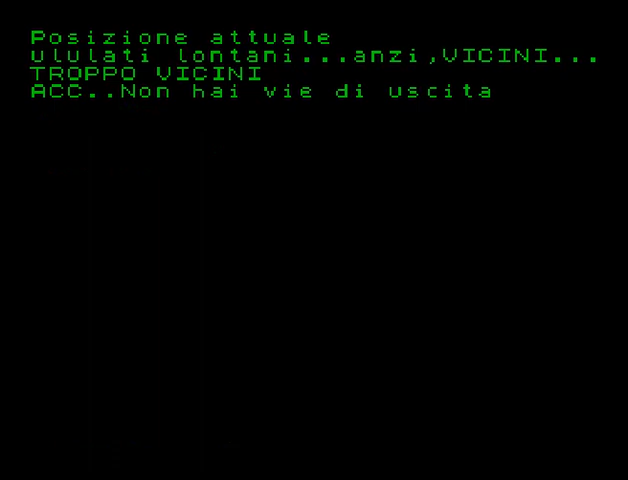 Posizione attuale
ululati lontani...anzi,VICINI...
TROPPO VICINI
ACC..Non hai vie di uscita